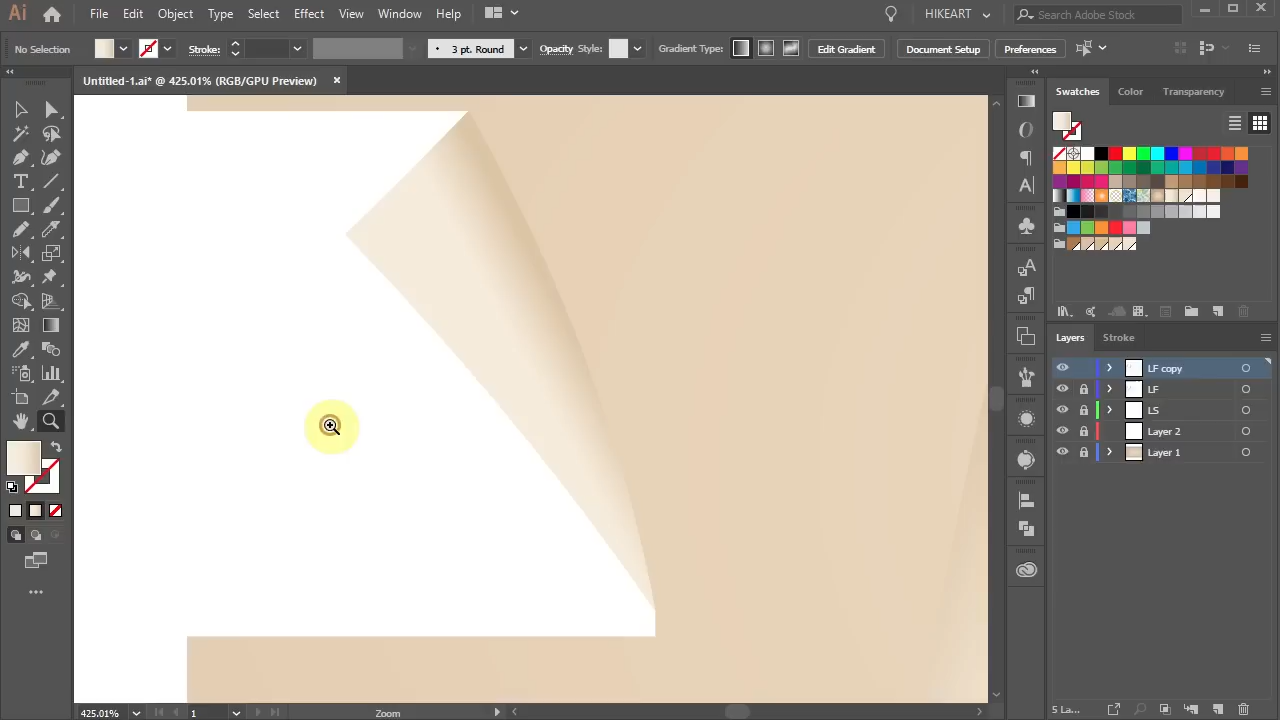 Ai File Edit Object Type Select Effect View Window Help HIKEART Search Adobe Stock
No Selection Stroke: 3 pt. Round Opacity Style: Gradient Type: Edit Gradient Document Setup Preferences
Untitled-1.ai* @ 425.01% (RGB/GPU Preview) ×
Swatches Color Transparency
Layers Stroke
LF copy
LF
LS
Layer 2
Layer 1
5 La...
425.01% 1 Zoom